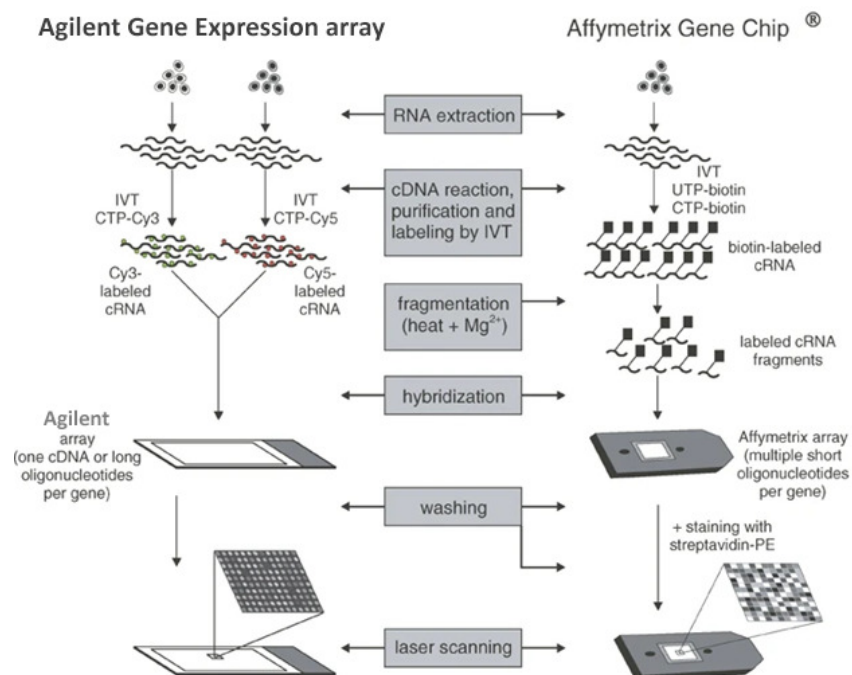 Agilent Gene Expression array
Affymetrix Gene Chip ®
RNA extraction
IVT
CTP-Cy3
IVT
CTP-Cy5
cDNA reaction,
purification and
labeling by IVT
IVT
UTP-biotin
CTP-biotin
Cy3-
labeled
cRNA
Cy5-
labeled
cRNA
biotin-labeled
cRNA
fragmentation
(heat + Mg²⁺)
labeled cRNA
fragments
hybridization
Agilent
array
(one cDNA or long
oligonucleotides
per gene)
Affymetrix array
(multiple short
oligonucleotides
per gene)
washing
+ staining with
streptavidin-PE
laser scanning